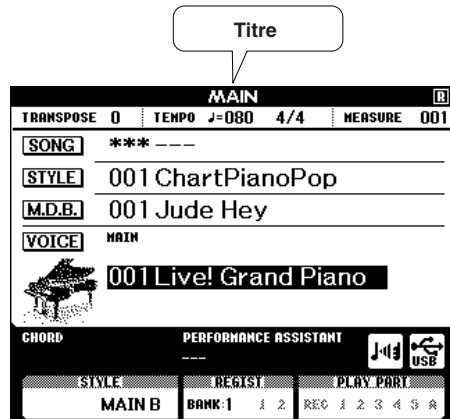 Titre
MAIN R
TRANSPOSE 0 TEMPO ♩=080 4/4 MEASURE 001
SONG *** ---
STYLE 001 ChartPianoPop
M.D.B. 001 Jude Hey
VOICE MAIN
001 Live! Grand Piano
CHORD PERFORMANCE ASSISTANT
---
USB
STYLE REGIST PLAY PART
MAIN B BANK:1 1 2 REC 1 2 3 4 5 A